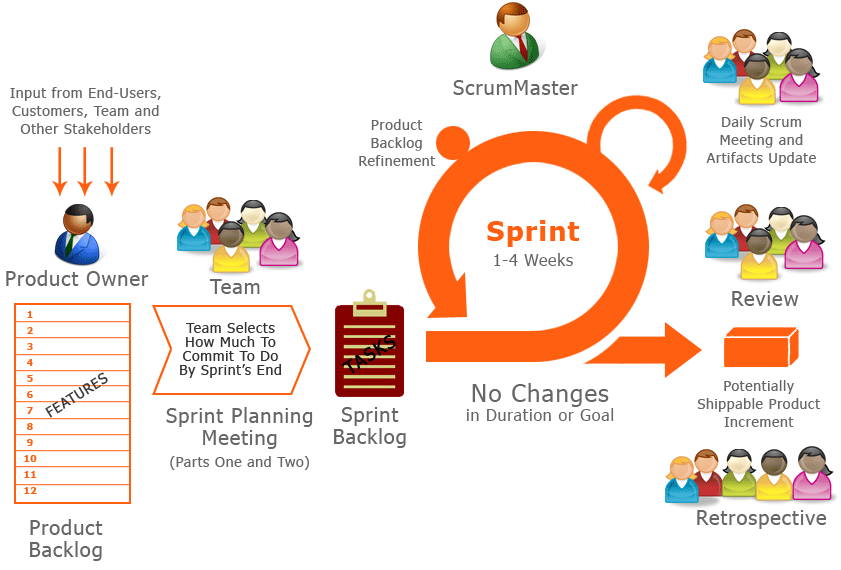 Input from End-Users,
Customers, Team and
Other Stakeholders
Product Owner
1
2
3
4
5
6
7
8
9
10
11
12
FEATURES
Product
Backlog
Team
Team Selects
How Much To
Commit To Do
By Sprint's End
Sprint Planning
Meeting
(Parts One and Two)
TASKS
Sprint
Backlog
ScrumMaster
Product
Backlog
Refinement
Sprint
1-4 Weeks
No Changes
in Duration or Goal
Daily Scrum
Meeting and
Artifacts Update
Review
Potentially
Shippable Product
Increment
Retrospective